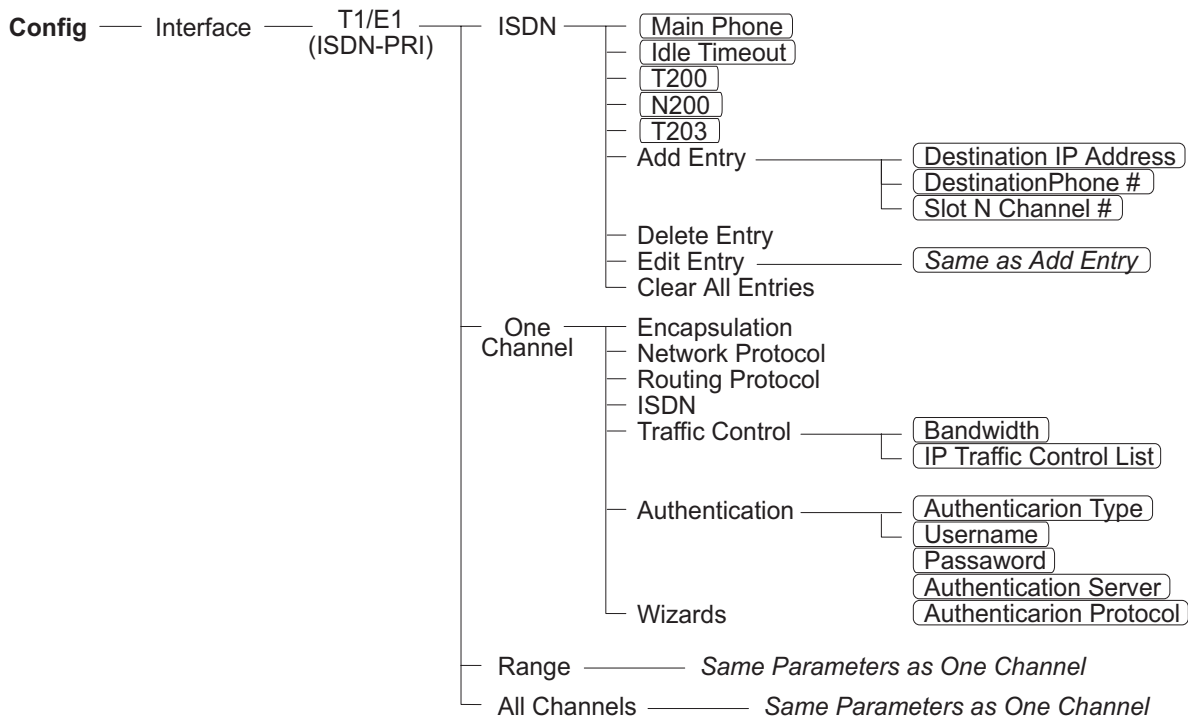 Config
Interface
T1/E1
(ISDN-PRI)
ISDN
Main Phone
Idle Timeout
T200
N200
T203
Add Entry
Destination IP Address
DestinationPhone #
Slot N Channel #
Delete Entry
Edit Entry
Same as Add Entry
Clear All Entries
One
Channel
Encapsulation
Network Protocol
Routing Protocol
ISDN
Traffic Control
Bandwidth
IP Traffic Control List
Authentication
Authenticarion Type
Username
Passaword
Authentication Server
Authenticarion Protocol
Wizards
Range
Same Parameters as One Channel
All Channels
Same Parameters as One Channel